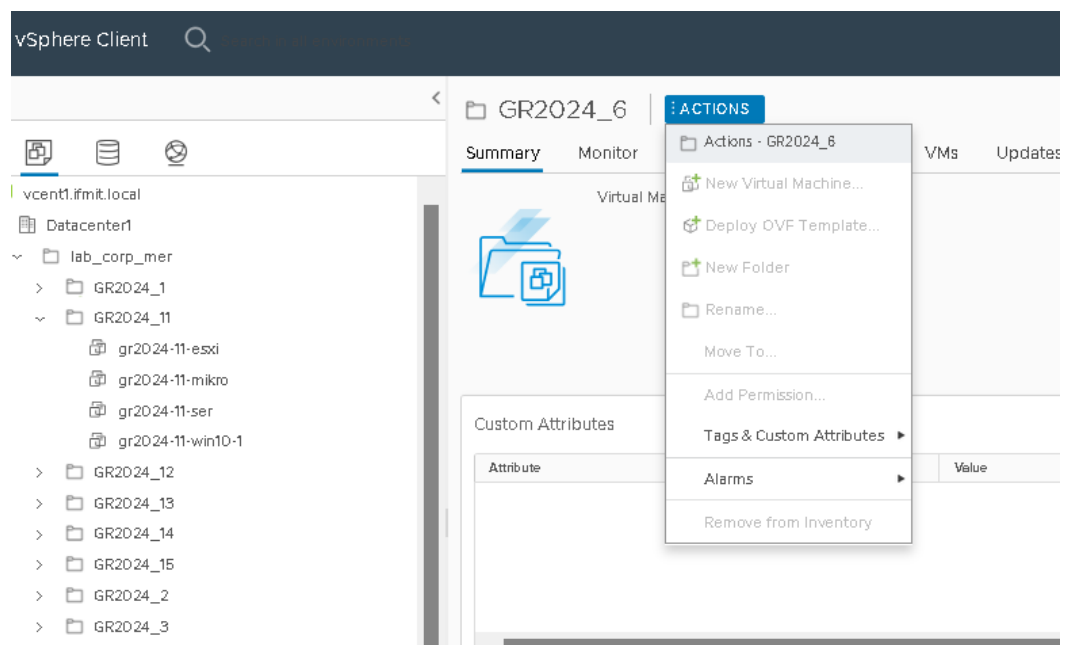 vSphere Client
GR2024_6
ACTIONS
Summary
Monitor
VMs
Updates
Actions - GR2024_6
New Virtual Machine...
Deploy OVF Template...
New Folder
Rename...
Move To...
Add Permission...
Tags & Custom Attributes
Alarms
Remove from Inventory
vcent1.ifmit.local
Datacenter1
lab_corp_mer
GR2024_1
GR2024_11
gr2024-11-esxi
gr2024-11-mikro
gr2024-11-ser
gr2024-11-win10-1
GR2024_12
GR2024_13
GR2024_14
GR2024_15
GR2024_2
GR2024_3
Virtual Ma
Custom Attributes
Attribute
Value